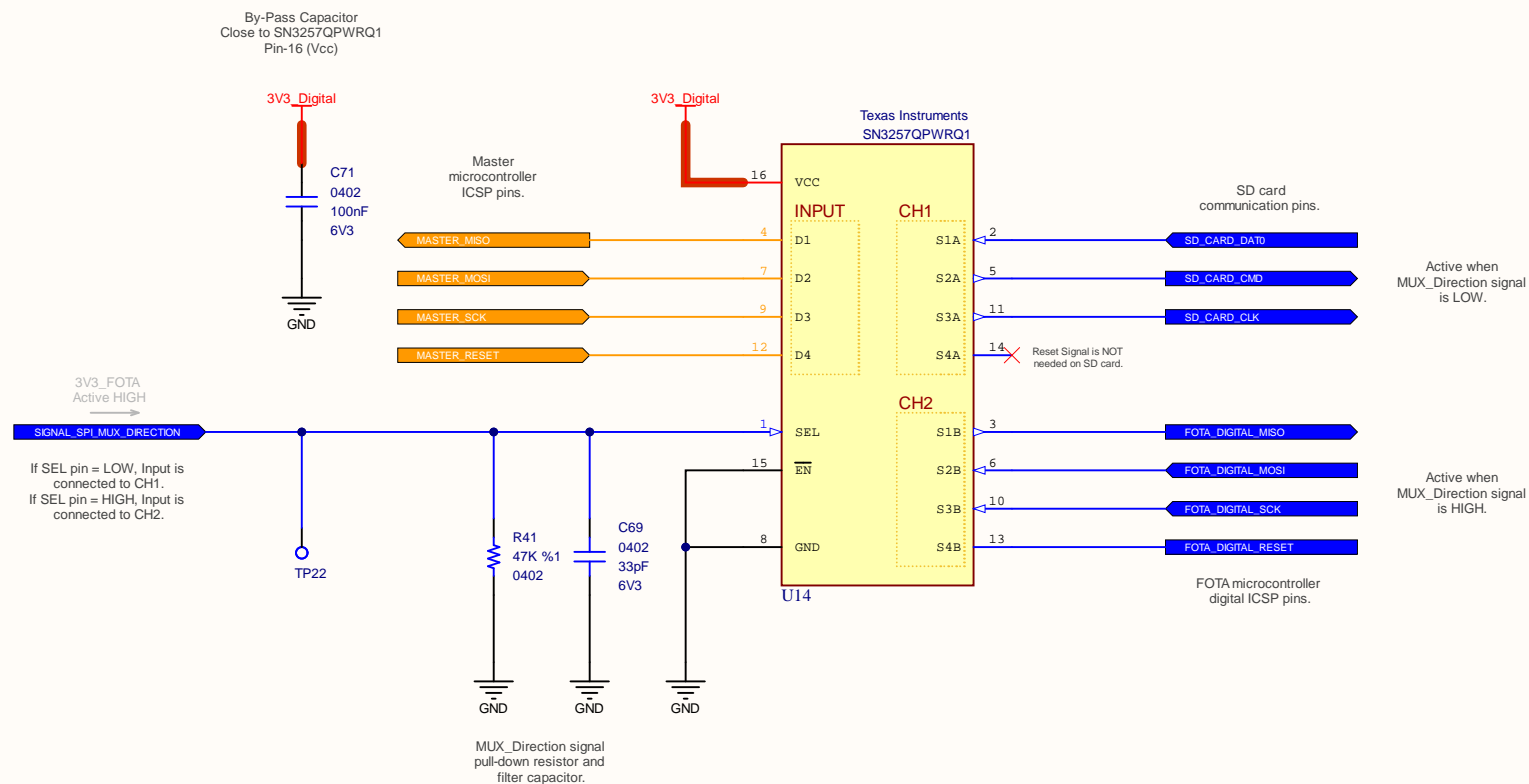 By-Pass Capacitor
Close to SN3257QPWRQ1
Pin-16 (Vcc)
3V3_Digital
C71
0402
100nF
6V3
GND
Master
microcontroller
ICSP pins.
3V3_Digital
Texas Instruments
SN3257QPWRQ1
16
VCC
INPUT
CH1
SD card
communication pins.
MASTER_MISO
4
D1
S1A
2
SD_CARD_DAT0
MASTER_MOSI
7
D2
S2A
5
SD_CARD_CMD
MASTER_SCK
9
D3
S3A
11
SD_CARD_CLK
MASTER_RESET
12
D4
S4A
14
Reset Signal is NOT
needed on SD card.
Active when
MUX_Direction signal
is LOW.
3V3_FOTA
Active HIGH
SIGNAL_SPI_MUX_DIRECTION
If SEL pin = LOW, Input is
connected to CH1.
If SEL pin = HIGH, Input is
connected to CH2.
TP22
R41
47K %1
0402
GND
C69
0402
33pF
6V3
GND
MUX_Direction signal
pull-down resistor and
filter capacitor.
1
SEL
15
EN
8
GND
GND
CH2
S1B
3
FOTA_DIGITAL_MISO
S2B
6
FOTA_DIGITAL_MOSI
S3B
10
FOTA_DIGITAL_SCK
S4B
13
FOTA_DIGITAL_RESET
U14
Active when
MUX_Direction signal
is HIGH.
FOTA microcontroller
digital ICSP pins.